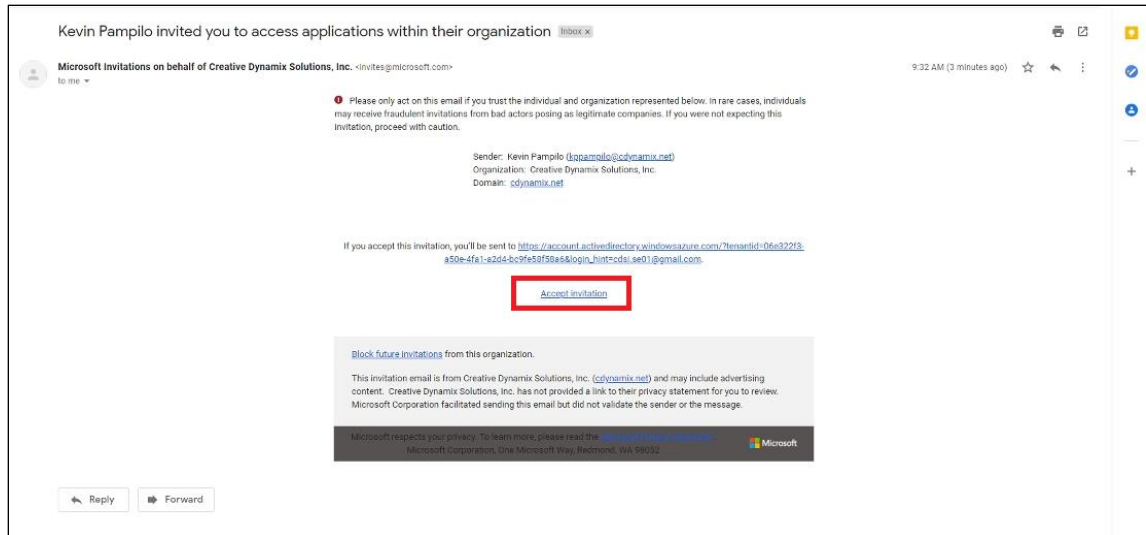 Kevin Pampilo invited you to access applications within their organization Inbox x
Microsoft Invitations on behalf of Creative Dynamix Solutions, Inc. <invites@microsoft.com>
9:32 AM (3 minutes ago)
to me
Please only act on this email if you trust the individual and organization represented below. In rare cases, individuals
may receive fraudulent invitations from bad actors posing as legitimate companies. If you were not expecting this
invitation, proceed with caution.
Sender: Kevin Pampilo (kppampilo@cdynamix.net)
Organization: Creative Dynamix Solutions, Inc.
Domain: cdynamix.net
If you accept this invitation, you'll be sent to https://account.activedirectory.windowsazure.com/?tenantid=06e322f3-
a50e-4fa1-a2d4-bc9fe58f58a6&login_hint=cdsi.se01@gmail.com.
Accept invitation
Block future invitations from this organization.
This invitation email is from Creative Dynamix Solutions, Inc. (cdynamix.net) and may include advertising
content. Creative Dynamix Solutions, Inc. has not provided a link to their privacy statement for you to review.
Microsoft Corporation facilitated sending this email but did not validate the sender or the message.
Microsoft respects your privacy. To learn more, please read the
Microsoft Corporation, One Microsoft Way, Redmond, WA 98052
Microsoft
Reply
Forward